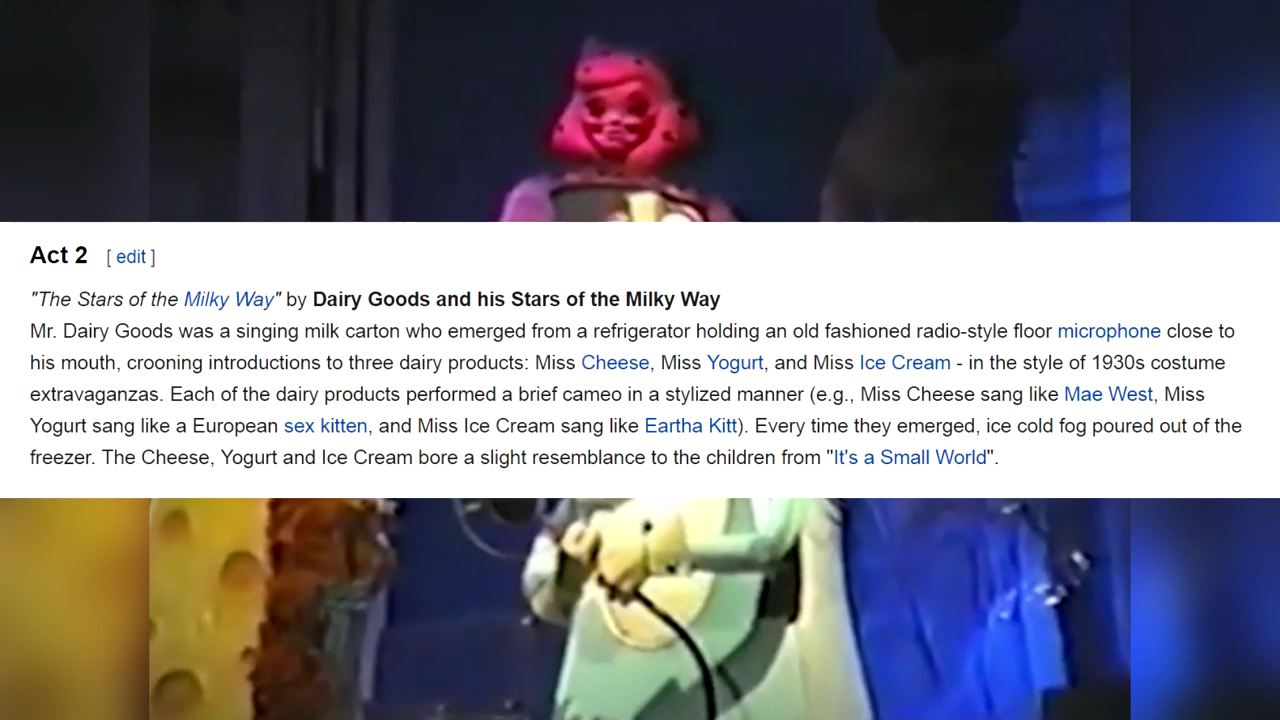 Act 2 [ edit ]
"The Stars of the Milky Way" by Dairy Goods and his Stars of the Milky Way
Mr. Dairy Goods was a singing milk carton who emerged from a refrigerator holding an old fashioned radio-style floor microphone close to
his mouth, crooning introductions to three dairy products: Miss Cheese, Miss Yogurt, and Miss Ice Cream - in the style of 1930s costume
extravaganzas. Each of the dairy products performed a brief cameo in a stylized manner (e.g., Miss Cheese sang like Mae West, Miss
Yogurt sang like a European sex kitten, and Miss Ice Cream sang like Eartha Kitt). Every time they emerged, ice cold fog poured out of the
freezer. The Cheese, Yogurt and Ice Cream bore a slight resemblance to the children from "It's a Small World".